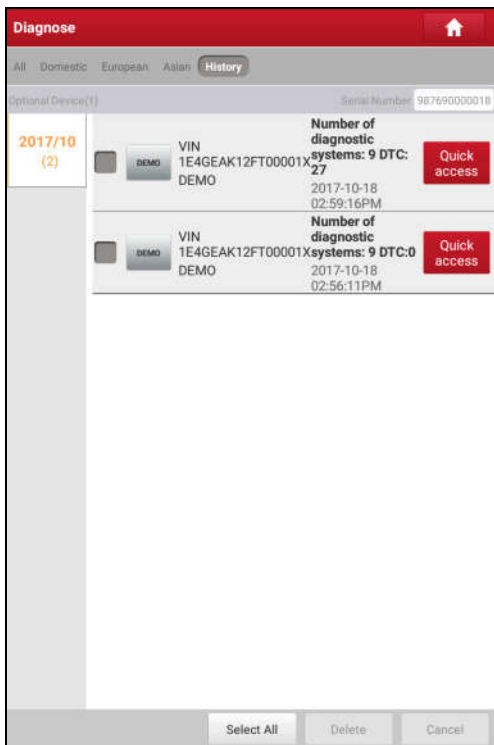 Diagnose
All Domestic European Asian History
Optional Device(1) Serial Number 987690000018
2017/10
(2)
DEMO
VIN
1E4GEAK12FT00001X
DEMO
Number of
diagnostic
systems: 9 DTC:
27
2017-10-18
02:59:16PM
Quick
access
DEMO
VIN
1E4GEAK12FT00001X
DEMO
Number of
diagnostic
systems: 9 DTC:0
2017-10-18
02:56:11PM
Quick
access
Select All Delete Cancel